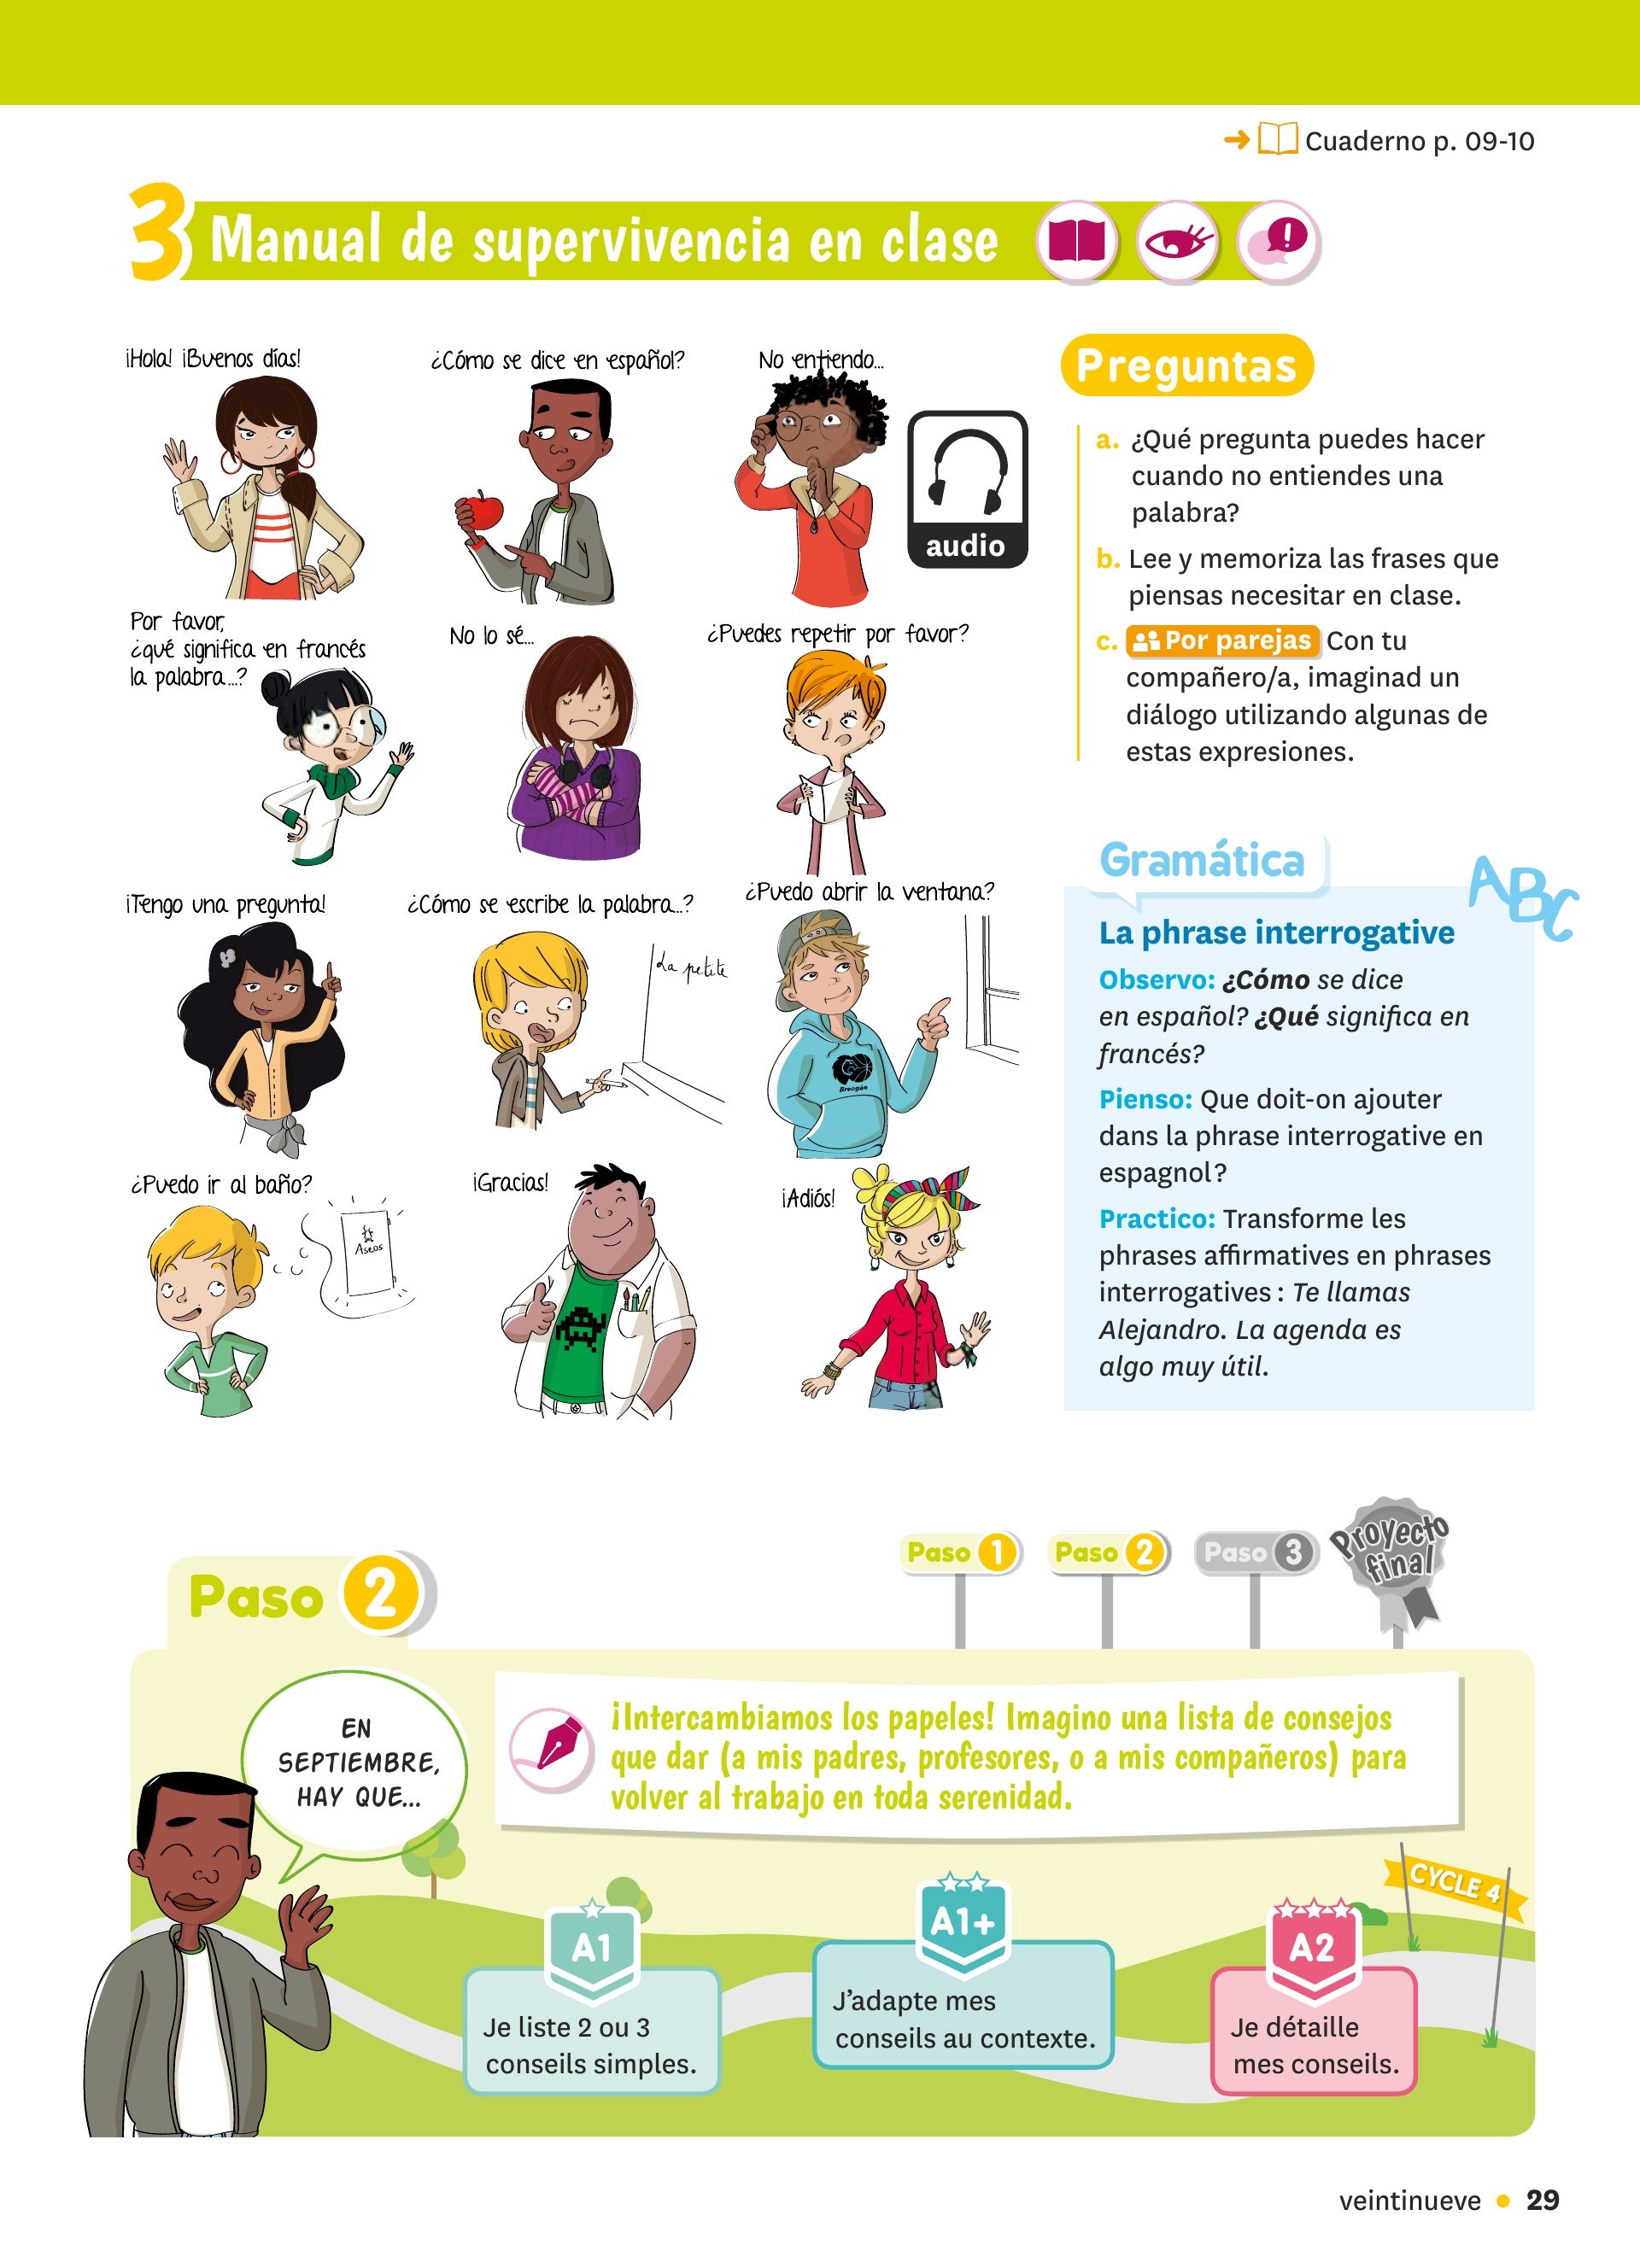 Cuaderno p. 09-10
3 Manual de supervivencia en clase
¡Hola! ¡Buenos días!
¿Cómo se dice en español?
No entiendo...
audio
Por favor,
¿qué significa en francés
la palabra...?
No lo sé...
¿Puedes repetir por favor?
¡Tengo una pregunta!
¿Cómo se escribe la palabra...?
La petite
¿Puedo abrir la ventana?
Breogán
¿Puedo ir al baño?
Aseos
¡Gracias!
¡Adiós!
Preguntas
a. ¿Qué pregunta puedes hacer
cuando no entiendes una
palabra?
b. Lee y memoriza las frases que
piensas necesitar en clase.
c. Por parejas Con tu
compañero/a, imaginad un
diálogo utilizando algunas de
estas expresiones.
Gramática
ABC
La phrase interrogative
Observo: ¿Cómo se dice
en español? ¿Qué significa en
francés?
Pienso: Que doit-on ajouter
dans la phrase interrogative en
espagnol?
Practico: Transforme les
phrases affirmatives en phrases
interrogatives : Te llamas
Alejandro. La agenda es
algo muy útil.
Paso 1
Paso 2
Paso 3
Proyecto
final
Paso 2
EN
SEPTIEMBRE,
HAY QUE...
¡Intercambiamos los papeles! Imagino una lista de consejos
que dar (a mis padres, profesores, o a mis compañeros) para
volver al trabajo en toda serenidad.
CYCLE 4
A1
Je liste 2 ou 3
conseils simples.
A1+
J'adapte mes
conseils au contexte.
A2
Je détaille
mes conseils.
veintinueve • 29